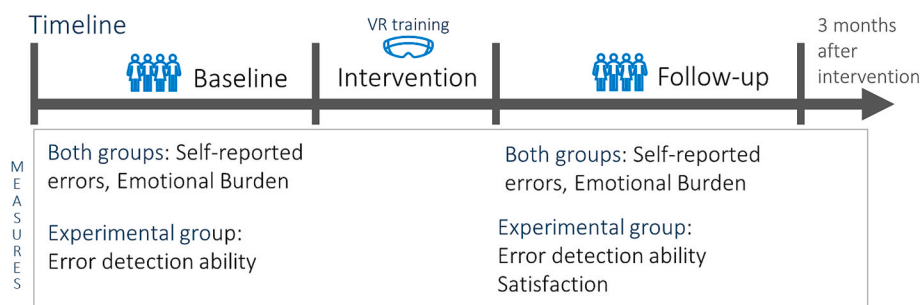 Timeline
VR training
3 months
after
intervention
Baseline
Intervention
Follow-up
MEASURES
Both groups: Self-reported
errors, Emotional Burden
Experimental group:
Error detection ability
Both groups: Self-reported
errors, Emotional Burden
Experimental group:
Error detection ability
Satisfaction